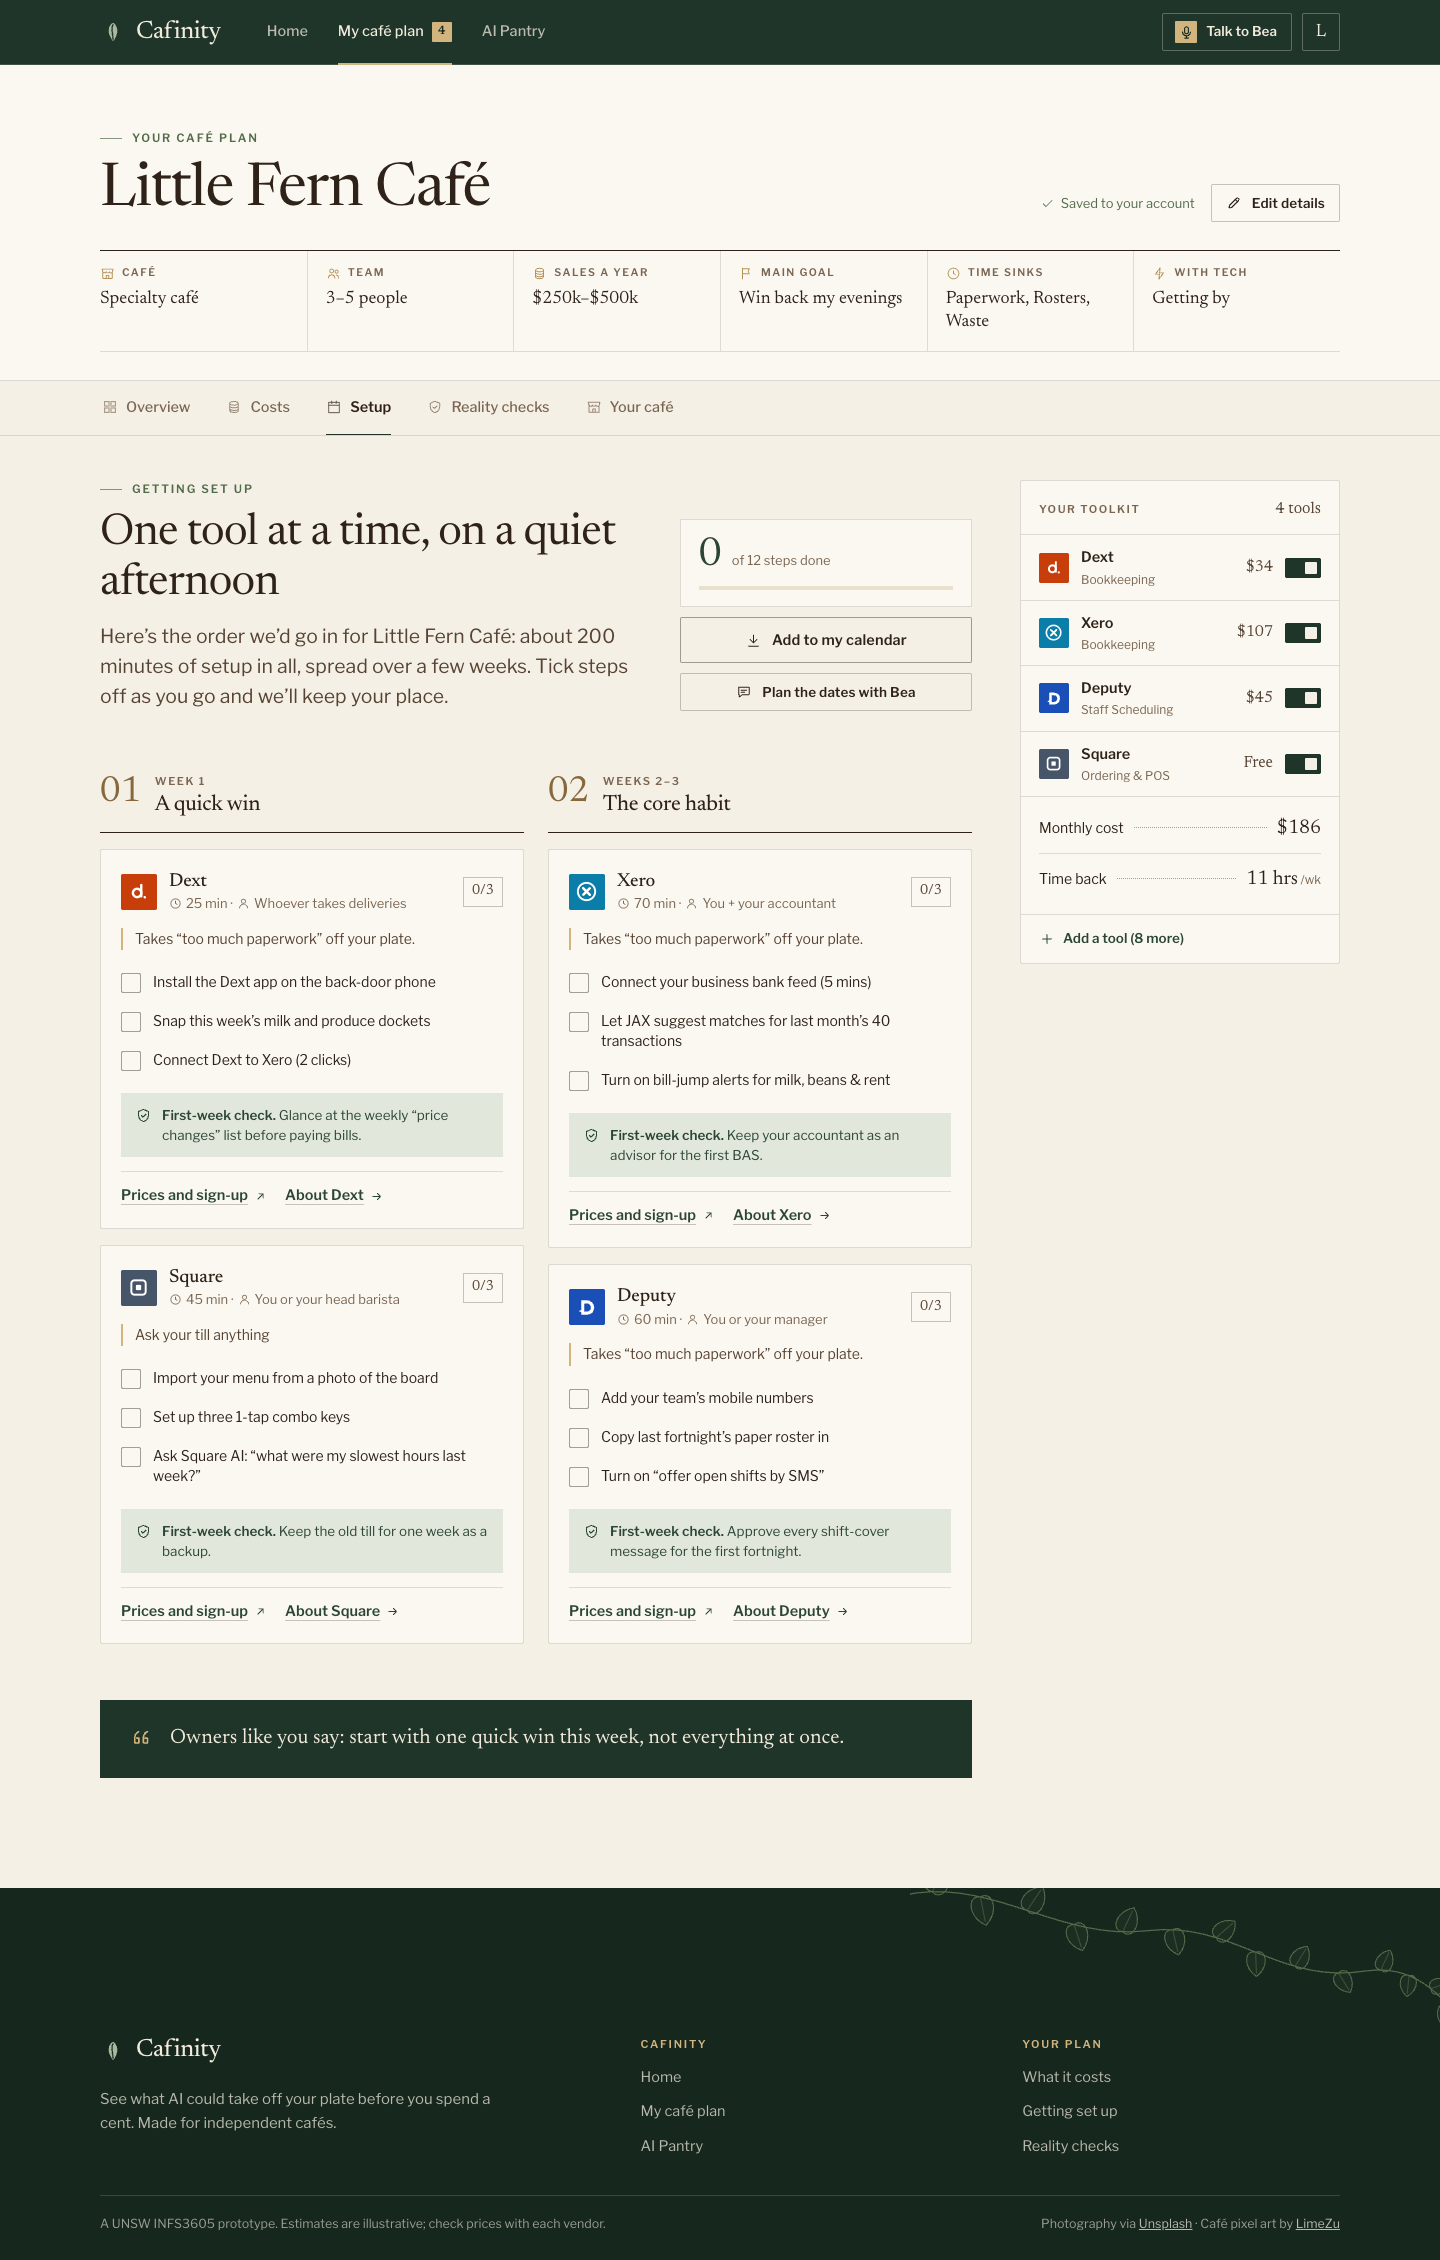 Cafinity
Home
My café plan 4
AI Pantry
Talk to Bea
L
YOUR CAFÉ PLAN
Little Fern Café
Saved to your account
Edit details
CAFÉ
Specialty café
TEAM
3–5 people
SALES A YEAR
$250k–$500k
MAIN GOAL
Win back my evenings
TIME SINKS
Paperwork, Rosters,
Waste
WITH TECH
Getting by
Overview
Costs
Setup
Reality checks
Your café
GETTING SET UP
One tool at a time, on a quiet
afternoon
Here’s the order we’d go in for Little Fern Café: about 200
minutes of setup in all, spread over a few weeks. Tick steps
off as you go and we’ll keep your place.
0 of 12 steps done
Add to my calendar
Plan the dates with Bea
01
WEEK 1
A quick win
Dext
25 min · Whoever takes deliveries
0/3
Takes “too much paperwork” off your plate.
Install the Dext app on the back-door phone
Snap this week’s milk and produce dockets
Connect Dext to Xero (2 clicks)
First-week check. Glance at the weekly “price
changes” list before paying bills.
Prices and sign-up ↗
About Dext →
Square
45 min · You or your head barista
0/3
Ask your till anything
Import your menu from a photo of the board
Set up three 1-tap combo keys
Ask Square AI: “what were my slowest hours last
week?”
First-week check. Keep the old till for one week as a
backup.
Prices and sign-up ↗
About Square →
02
WEEKS 2–3
The core habit
Xero
70 min · You + your accountant
0/3
Takes “too much paperwork” off your plate.
Connect your business bank feed (5 mins)
Let JAX suggest matches for last month’s 40
transactions
Turn on bill-jump alerts for milk, beans & rent
First-week check. Keep your accountant as an
advisor for the first BAS.
Prices and sign-up ↗
About Xero →
Deputy
60 min · You or your manager
0/3
Takes “too much paperwork” off your plate.
Add your team’s mobile numbers
Copy last fortnight’s paper roster in
Turn on “offer open shifts by SMS”
First-week check. Approve every shift-cover
message for the first fortnight.
Prices and sign-up ↗
About Deputy →
YOUR TOOLKIT
4 tools
d.
Dext
Bookkeeping
$34
Xero
Bookkeeping
$107
D
Deputy
Staff Scheduling
$45
Square
Ordering & POS
Free
Monthly cost $186
Time back 11 hrs /wk
Add a tool (8 more)
Owners like you say: start with one quick win this week, not everything at once.
Cafinity
See what AI could take off your plate before you spend a
cent. Made for independent cafés.
CAFINITY
Home
My café plan
AI Pantry
YOUR PLAN
What it costs
Getting set up
Reality checks
A UNSW INFS3605 prototype. Estimates are illustrative; check prices with each vendor.
Photography via Unsplash · Café pixel art by LimeZu